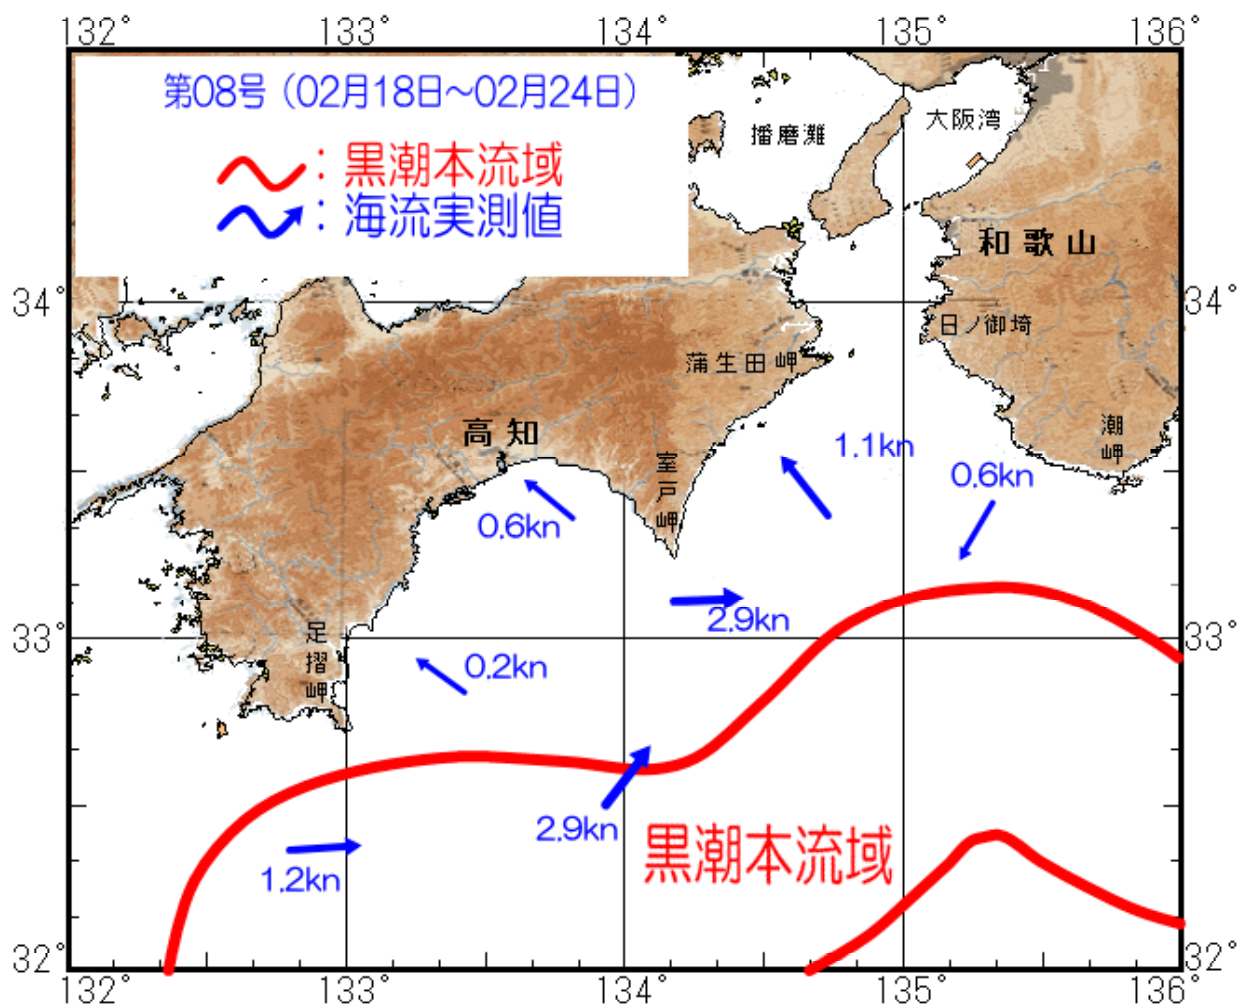 132°
133°
134°
135°
136°
第08号（02月18日～02月24日）
：黒潮本流域
：海流実測値
播磨灘
大阪湾
和歌山
34°
34°
日ノ御埼
蒲生田岬
高知
室戸岬
潮岬
1.1kn
0.6kn
0.6kn
2.9kn
33°
33°
足摺岬
0.2kn
2.9kn
黒潮本流域
1.2kn
32°
32°
132°
133°
134°
135°
136°